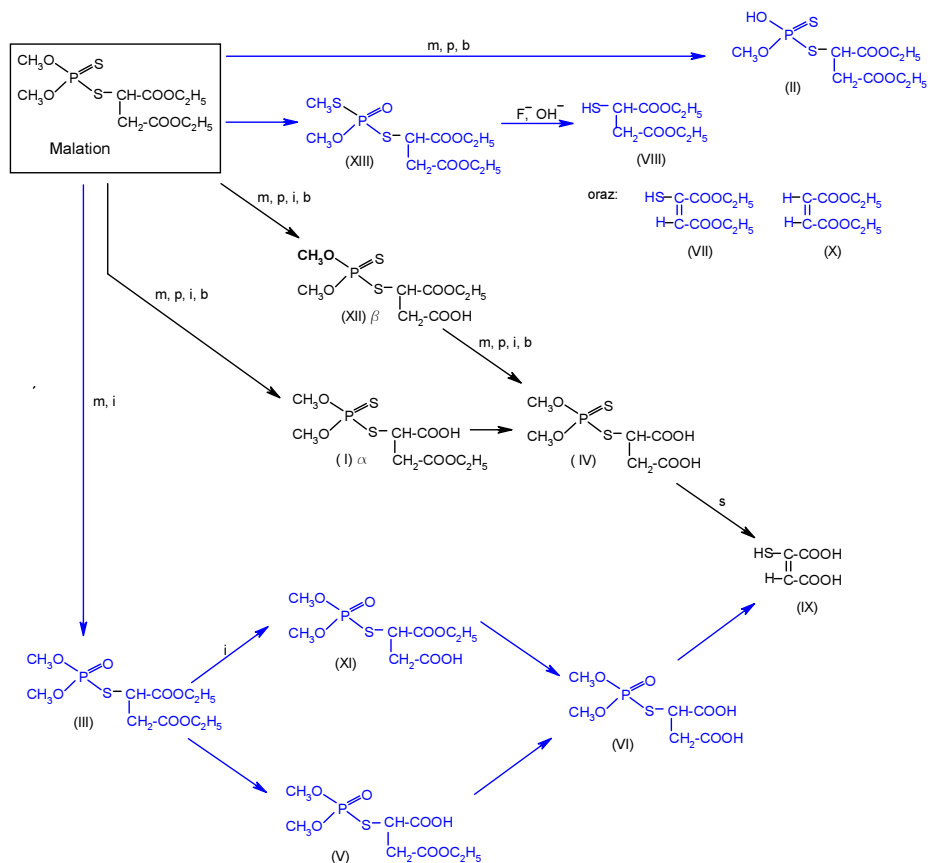 CH₃O
CH₃O
P
S
S
CH-COOC₂H₅
CH₂-COOC₂H₅
Malation
m, p, b
HO
CH₃O
P
S
S
CH-COOC₂H₅
CH₂-COOC₂H₅
(II)
CH₃S
CH₃O
P
O
S
CH-COOC₂H₅
CH₂-COOC₂H₅
(XIII)
F,⁻ OH⁻
HS
CH-COOC₂H₅
CH₂-COOC₂H₅
(VIII)
oraz:
HS C-COOC₂H₅
H C-COOC₂H₅
(VII)
H C-COOC₂H₅
H C-COOC₂H₅
(X)
m, p, i, b
CH₃O
CH₃O
P
S
S
CH-COOC₂H₅
CH₂-COOH
(XII) β
m, p, i, b
m, p, i, b
CH₃O
CH₃O
P
S
S
CH-COOH
CH₂-COOC₂H₅
( I) α
CH₃O
CH₃O
P
S
S
CH-COOH
CH₂-COOH
( IV)
s
HS C-COOH
H C-COOH
(IX)
m, i
CH₃O
CH₃O
P
O
S
CH-COOC₂H₅
CH₂-COOC₂H₅
(III)
i
CH₃O
CH₃O
P
O
S
CH-COOC₂H₅
CH₂-COOH
(XI)
CH₃O
CH₃O
P
O
S
CH-COOH
CH₂-COOH
(VI)
CH₃O
CH₃O
P
O
S
CH-COOH
CH₂-COOC₂H₅
(V)